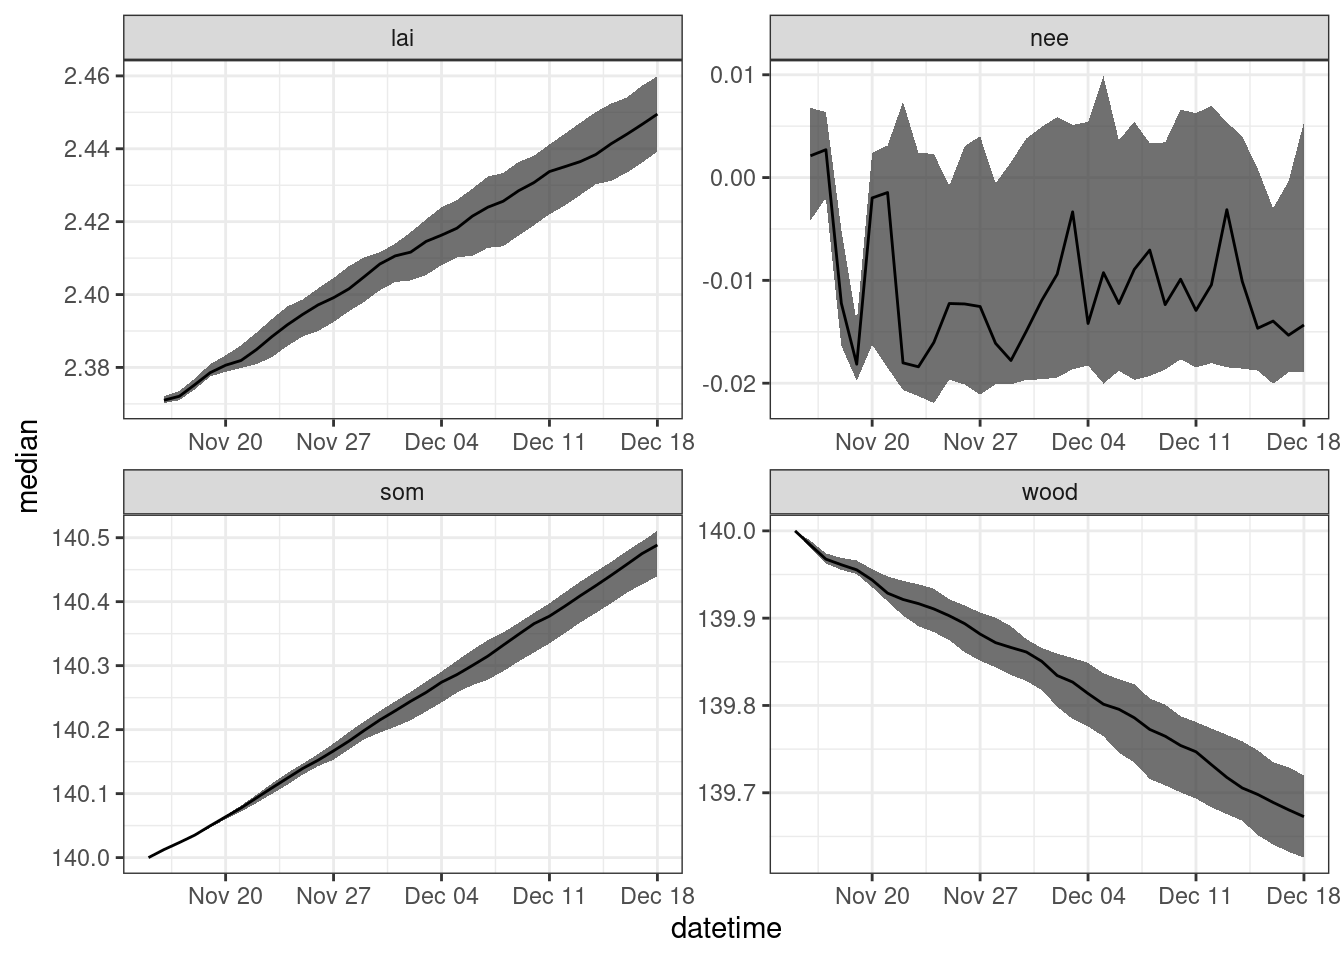 lai
nee
2.46
2.44
2.42
2.40
2.38
0.01
0.00
-0.01
-0.02
Nov 20 Nov 27 Dec 04 Dec 11 Dec 18
Nov 20 Nov 27 Dec 04 Dec 11 Dec 18
median
som
wood
140.5
140.4
140.3
140.2
140.1
140.0
140.0
139.9
139.8
139.7
Nov 20 Nov 27 Dec 04 Dec 11 Dec 18
Nov 20 Nov 27 Dec 04 Dec 11 Dec 18
datetime